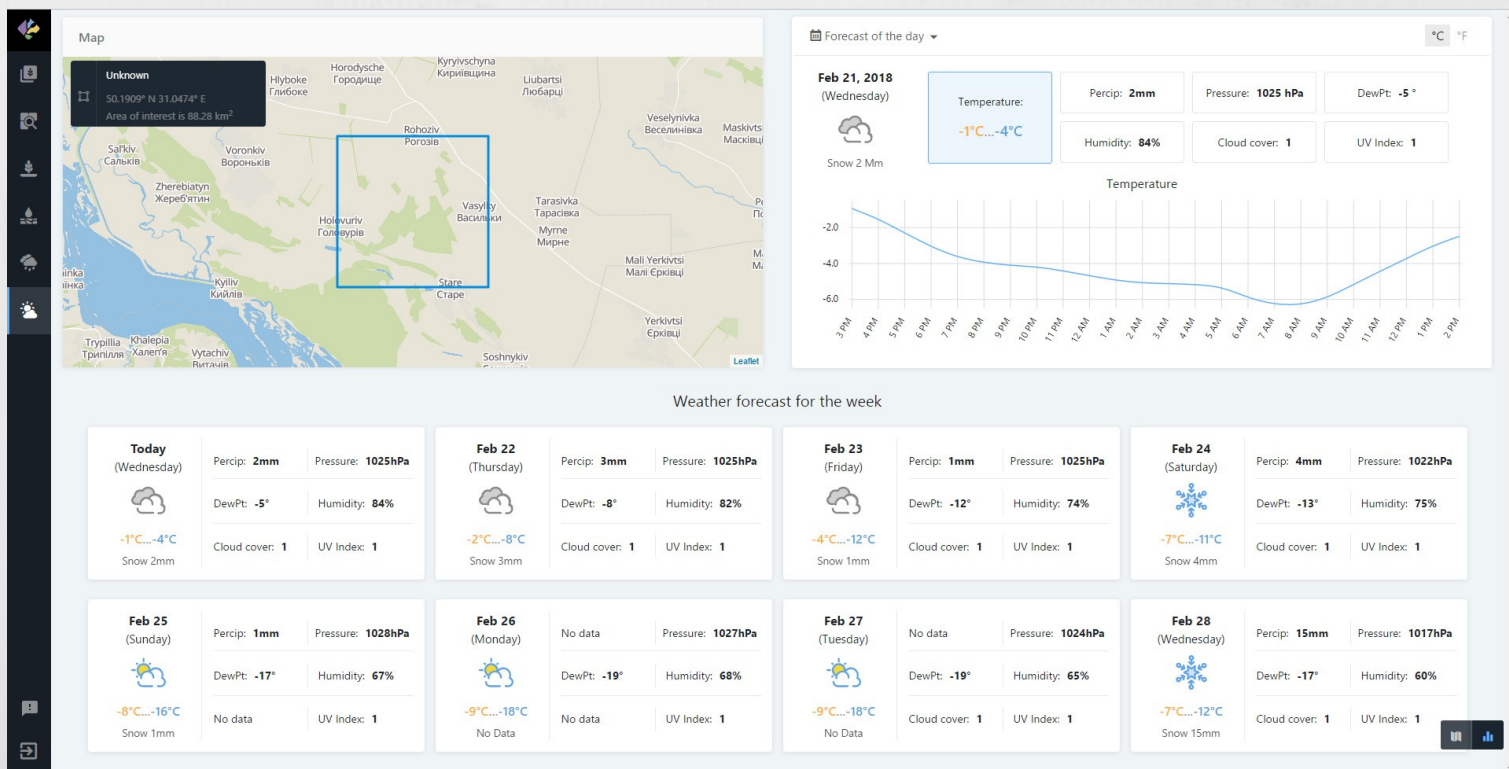 Map
Unknown
50.1909° N 31.0474° E
Area of interest is 88.28 km²
Hlyboke
Глибоке
Horodysche
Городище
Kyryivschyna
Кириївщина
Liubartsi
Любарці
Rohoziv
Рогозів
Veselynivka
Веселинівка
Maskivts
Масківці
Sal'kiv
Сальків
Voronkiv
Вороньків
Zherebiatyn
Жереб'ятин
Holovuriv
Головурів
Vasylky
Васильки
Tarasivka
Тарасівка
Myrne
Мирне
Mali Yerkivtsi
Малі Єрківці
Kyiliv
Кийлів
Stare
Старе
Yerkivtsi
Єрківці
Trypillia
Трипілля
Khalepia
Халеп'я
Vytachiv
Витачів
Soshnykiv
Leaflet
Forecast of the day
°C °F
Feb 21, 2018
(Wednesday)
Snow 2 Mm
Temperature:
-1°C...-4°C
Percip: 2mm
Pressure: 1025 hPa
DewPt: -5 °
Humidity: 84%
Cloud cover: 1
UV Index: 1
Temperature
-2.0
-4.0
-6.0
3 PM 4 PM 5 PM 6 PM 7 PM 8 PM 9 PM 10 PM 11 PM 12 AM 1 AM 2 AM 3 AM 4 AM 5 AM 6 AM 7 AM 8 AM 9 AM 10 AM 11 AM 12 PM 1 PM 2 PM
Weather forecast for the week
Today
(Wednesday)
-1°C...-4°C
Snow 2mm
Percip: 2mm Pressure: 1025hPa
DewPt: -5° Humidity: 84%
Cloud cover: 1 UV Index: 1
Feb 22
(Thursday)
-2°C...-8°C
Snow 3mm
Percip: 3mm Pressure: 1025hPa
DewPt: -8° Humidity: 82%
Cloud cover: 1 UV Index: 1
Feb 23
(Friday)
-4°C...-12°C
Snow 1mm
Percip: 1mm Pressure: 1025hPa
DewPt: -12° Humidity: 74%
Cloud cover: 1 UV Index: 1
Feb 24
(Saturday)
-7°C...-11°C
Snow 4mm
Percip: 4mm Pressure: 1022hPa
DewPt: -13° Humidity: 75%
Cloud cover: 1 UV Index: 1
Feb 25
(Sunday)
-8°C...-16°C
Snow 1mm
Percip: 1mm Pressure: 1028hPa
DewPt: -17° Humidity: 67%
No data UV Index: 1
Feb 26
(Monday)
-9°C...-18°C
No Data
No data Pressure: 1027hPa
DewPt: -19° Humidity: 68%
No data UV Index: 1
Feb 27
(Tuesday)
-9°C...-18°C
No Data
No data Pressure: 1024hPa
DewPt: -19° Humidity: 65%
Cloud cover: 1 UV Index: 1
Feb 28
(Wednesday)
-7°C...-12°C
Snow 15mm
Percip: 15mm Pressure: 1017hPa
DewPt: -17° Humidity: 60%
Cloud cover: 1 UV Index: 1